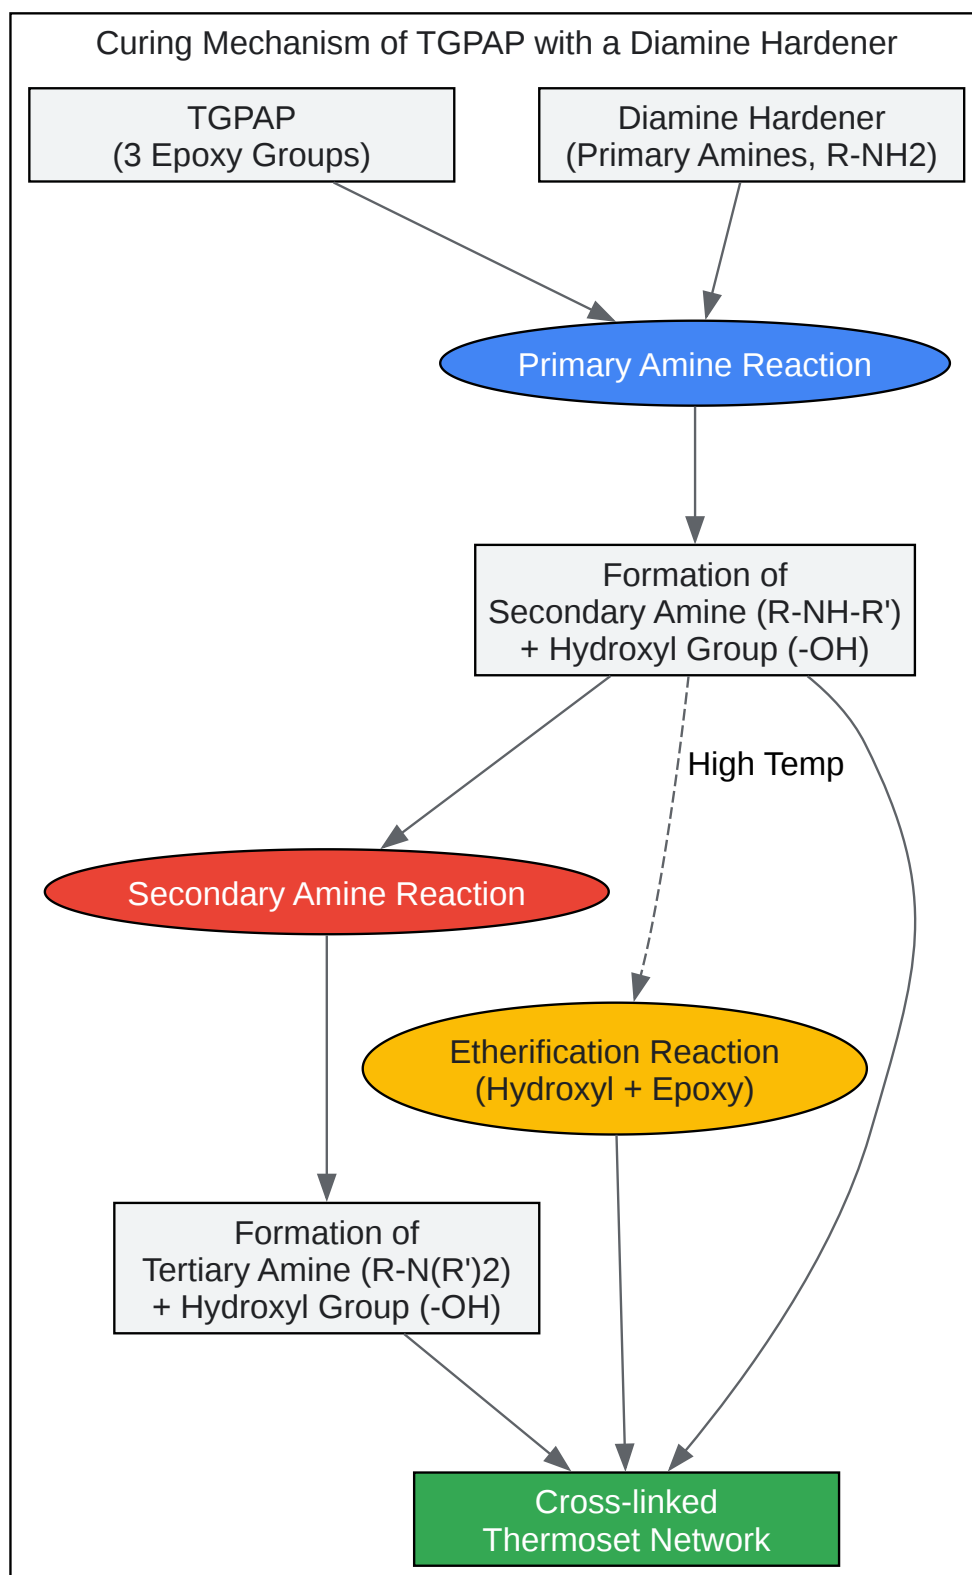 Curing Mechanism of TGPAP with a Diamine Hardener
TGPAP
(3 Epoxy Groups)
Diamine Hardener
(Primary Amines, R-NH2)
Primary Amine Reaction
Formation of
Secondary Amine (R-NH-R')
+ Hydroxyl Group (-OH)
High Temp
Secondary Amine Reaction
Etherification Reaction
(Hydroxyl + Epoxy)
Formation of
Tertiary Amine (R-N(R')2)
+ Hydroxyl Group (-OH)
Cross-linked
Thermoset Network